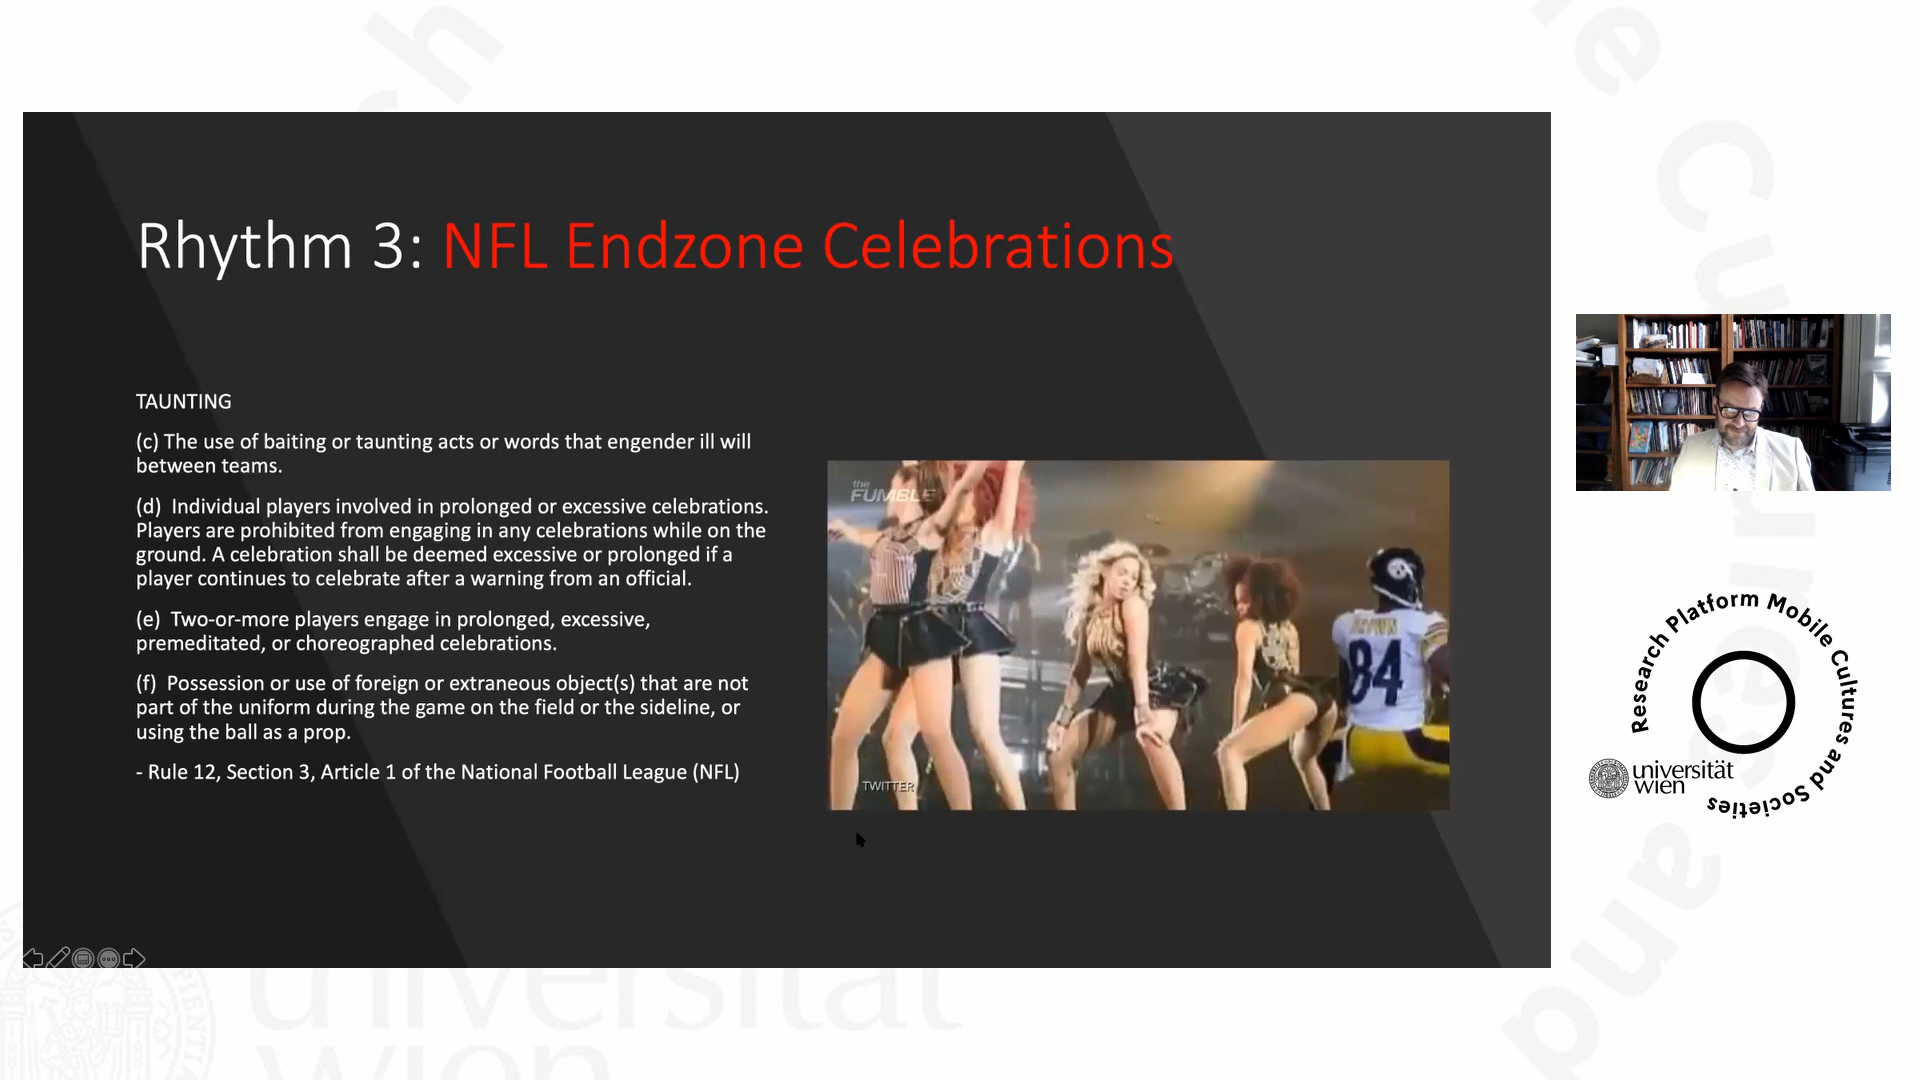 Rhythm 3: NFL Endzone Celebrations
TAUNTING
(c) The use of baiting or taunting acts or words that engender ill will
between teams.
(d)  Individual players involved in prolonged or excessive celebrations.
Players are prohibited from engaging in any celebrations while on the
ground. A celebration shall be deemed excessive or prolonged if a
player continues to celebrate after a warning from an official.
(e)  Two-or-more players engage in prolonged, excessive,
premeditated, or choreographed celebrations.
(f)  Possession or use of foreign or extraneous object(s) that are not
part of the uniform during the game on the field or the sideline, or
using the ball as a prop.
- Rule 12, Section 3, Article 1 of the National Football League (NFL)
the
FUMBLE
84
TWITTER
Research Platform Mobile Cultures and Societies
universität
wien
universität
wien